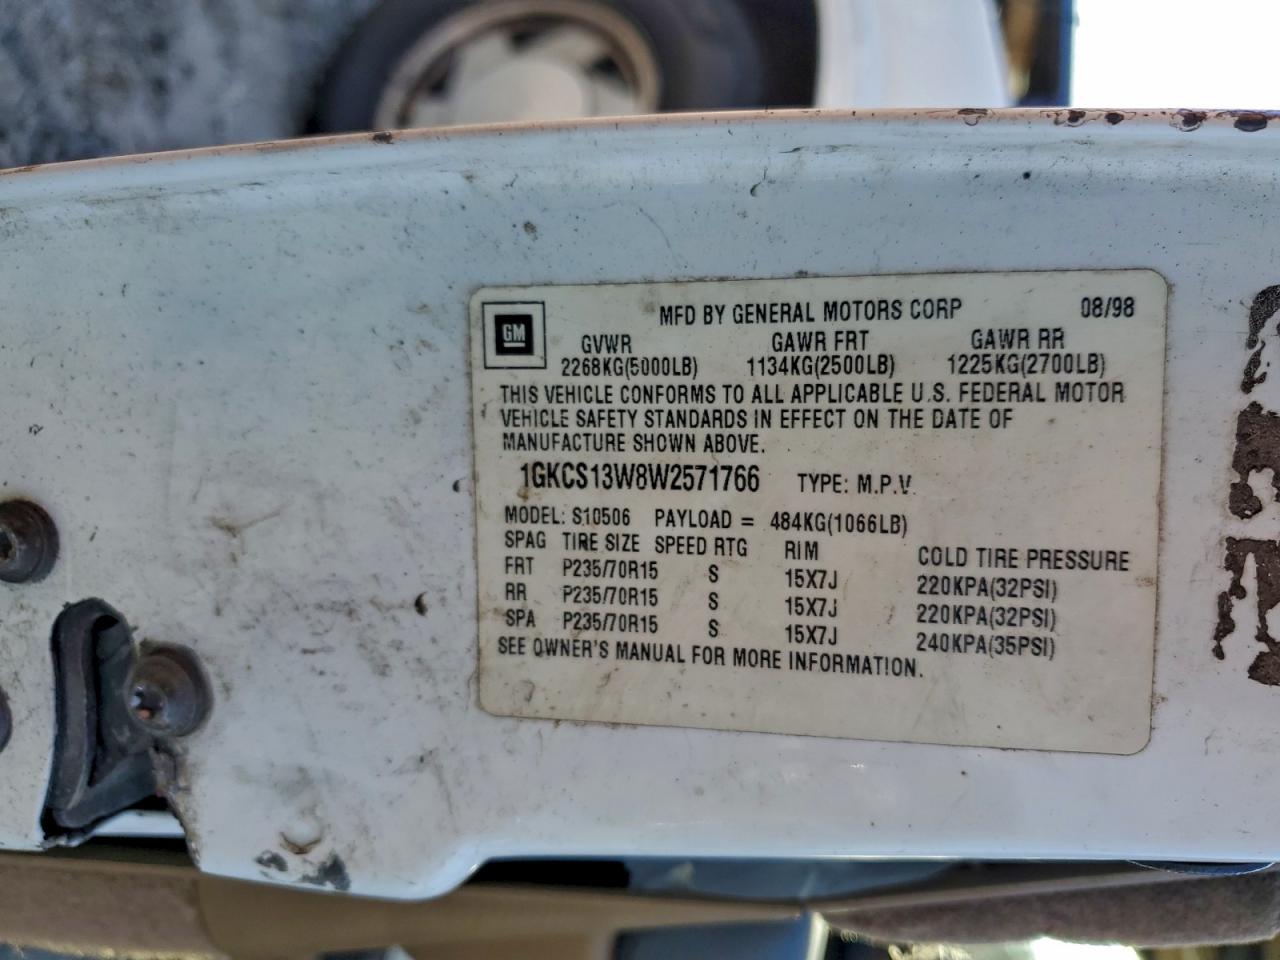 GM
MFD BY GENERAL MOTORS CORP 08/98
GVWR GAWR FRT GAWR RR
2268KG(5000LB) 1134KG(2500LB) 1225KG(2700LB)
THIS VEHICLE CONFORMS TO ALL APPLICABLE U.S. FEDERAL MOTOR
VEHICLE SAFETY STANDARDS IN EFFECT ON THE DATE OF
MANUFACTURE SHOWN ABOVE.
1GKCS13W8W2571766 TYPE: M.P.V.
MODEL: S10506 PAYLOAD = 484KG(1066LB)
SPAG TIRE SIZE SPEED RTG RIM COLD TIRE PRESSURE
FRT P235/70R15 S 15X7J 220KPA(32PSI)
RR P235/70R15 S 15X7J 220KPA(32PSI)
SPA P235/70R15 S 15X7J 240KPA(35PSI)
SEE OWNER'S MANUAL FOR MORE INFORMATION.